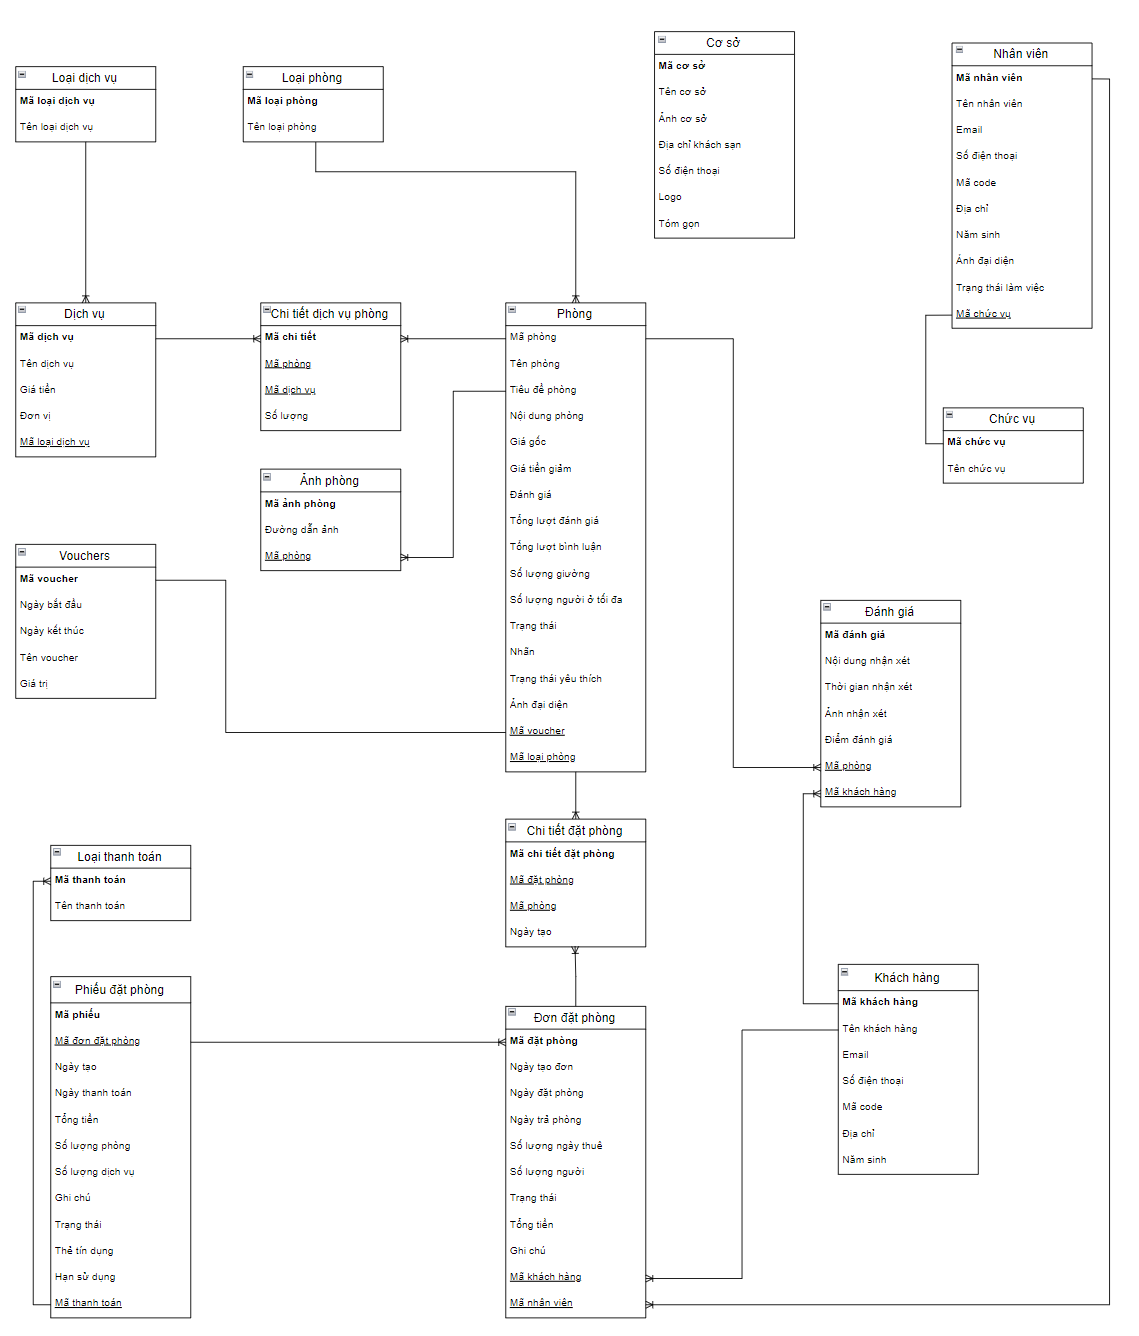 Cơ sở
Mã cơ sở
Tên cơ sở
Ảnh cơ sở
Địa chỉ khách sạn
Số điện thoại
Logo
Tóm gọn
Nhân viên
Mã nhân viên
Tên nhân viên
Email
Số điện thoại
Mã code
Địa chỉ
Năm sinh
Ảnh đại diện
Trạng thái làm việc
Mã chức vụ
Loại dịch vụ
Mã loại dịch vụ
Tên loại dịch vụ
Loại phòng
Mã loại phòng
Tên loại phòng
Dịch vụ
Mã dịch vụ
Tên dịch vụ
Giá tiền
Đơn vị
Mã loại dịch vụ
Chi tiết dịch vụ phòng
Mã chi tiết
Mã phòng
Mã dịch vụ
Số lượng
Phòng
Mã phòng
Tên phòng
Tiêu đề phòng
Nội dung phòng
Giá gốc
Giá tiền giảm
Đánh giá
Tổng lượt đánh giá
Tổng lượt bình luận
Số lượng giường
Số lượng người ở tối đa
Trạng thái
Nhãn
Trạng thái yêu thích
Ảnh đại diện
Mã voucher
Mã loại phòng
Chức vụ
Mã chức vụ
Tên chức vụ
Ảnh phòng
Mã ảnh phòng
Đường dẫn ảnh
Mã phòng
Vouchers
Mã voucher
Ngày bắt đầu
Ngày kết thúc
Tên voucher
Giá trị
Đánh giá
Mã đánh giá
Nội dung nhận xét
Thời gian nhận xét
Ảnh nhận xét
Điểm đánh giá
Mã phòng
Mã khách hàng
Chi tiết đặt phòng
Mã chi tiết đặt phòng
Mã đặt phòng
Mã phòng
Ngày tạo
Loại thanh toán
Mã thanh toán
Tên thanh toán
Khách hàng
Mã khách hàng
Tên khách hàng
Email
Số điện thoại
Mã code
Địa chỉ
Năm sinh
Phiếu đặt phòng
Mã phiếu
Mã đơn đặt phòng
Ngày tạo
Ngày thanh toán
Tổng tiền
Số lượng phòng
Số lượng dịch vụ
Ghi chú
Trạng thái
Thẻ tín dụng
Hạn sử dụng
Mã thanh toán
Đơn đặt phòng
Mã đặt phòng
Ngày tạo đơn
Ngày đặt phòng
Ngày trả phòng
Số lượng ngày thuê
Số lượng người
Trạng thái
Tổng tiền
Ghi chú
Mã khách hàng
Mã nhân viên